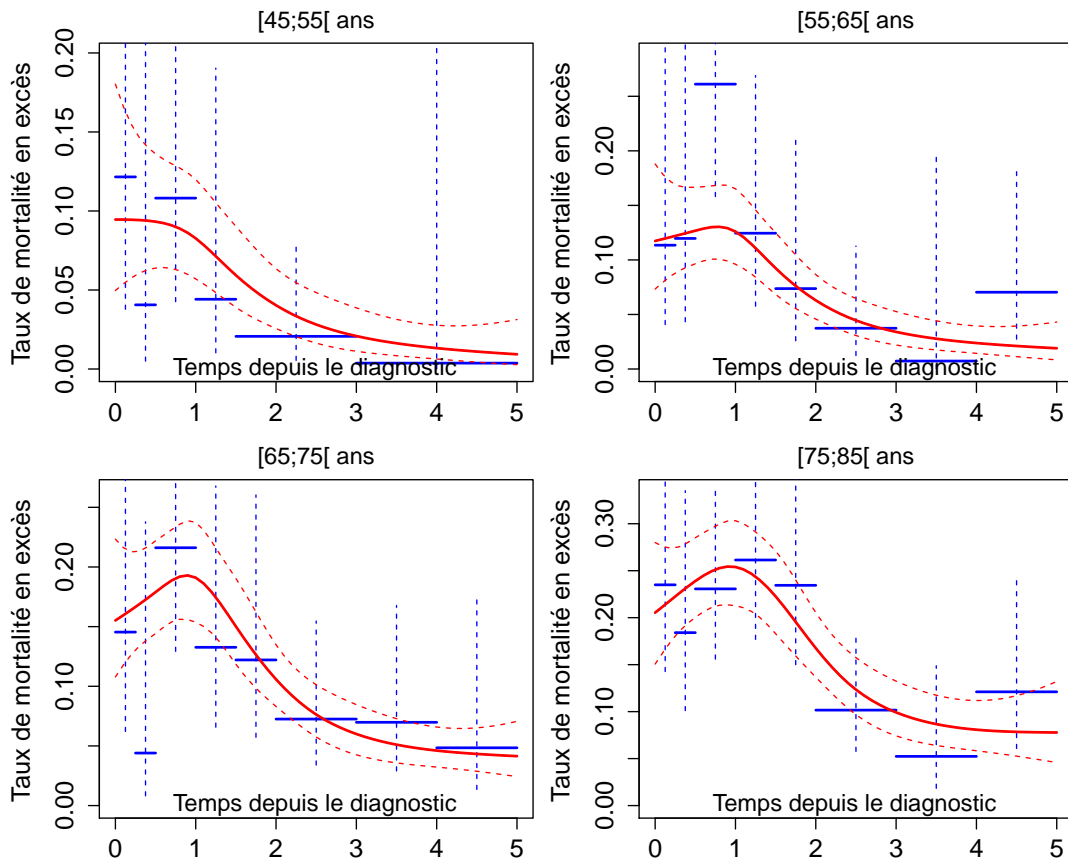 [45;55[ ans
[55;65[ ans
Taux de mortalité en excès
0.00 0.05 0.10 0.15 0.20
Temps depuis le diagnostic
0 1 2 3 4 5
Taux de mortalité en excès
0.00 0.10 0.20
Temps depuis le diagnostic
0 1 2 3 4 5
[65;75[ ans
[75;85[ ans
Taux de mortalité en excès
0.00 0.10 0.20
Temps depuis le diagnostic
0 1 2 3 4 5
Taux de mortalité en excès
0.00 0.10 0.20 0.30
Temps depuis le diagnostic
0 1 2 3 4 5